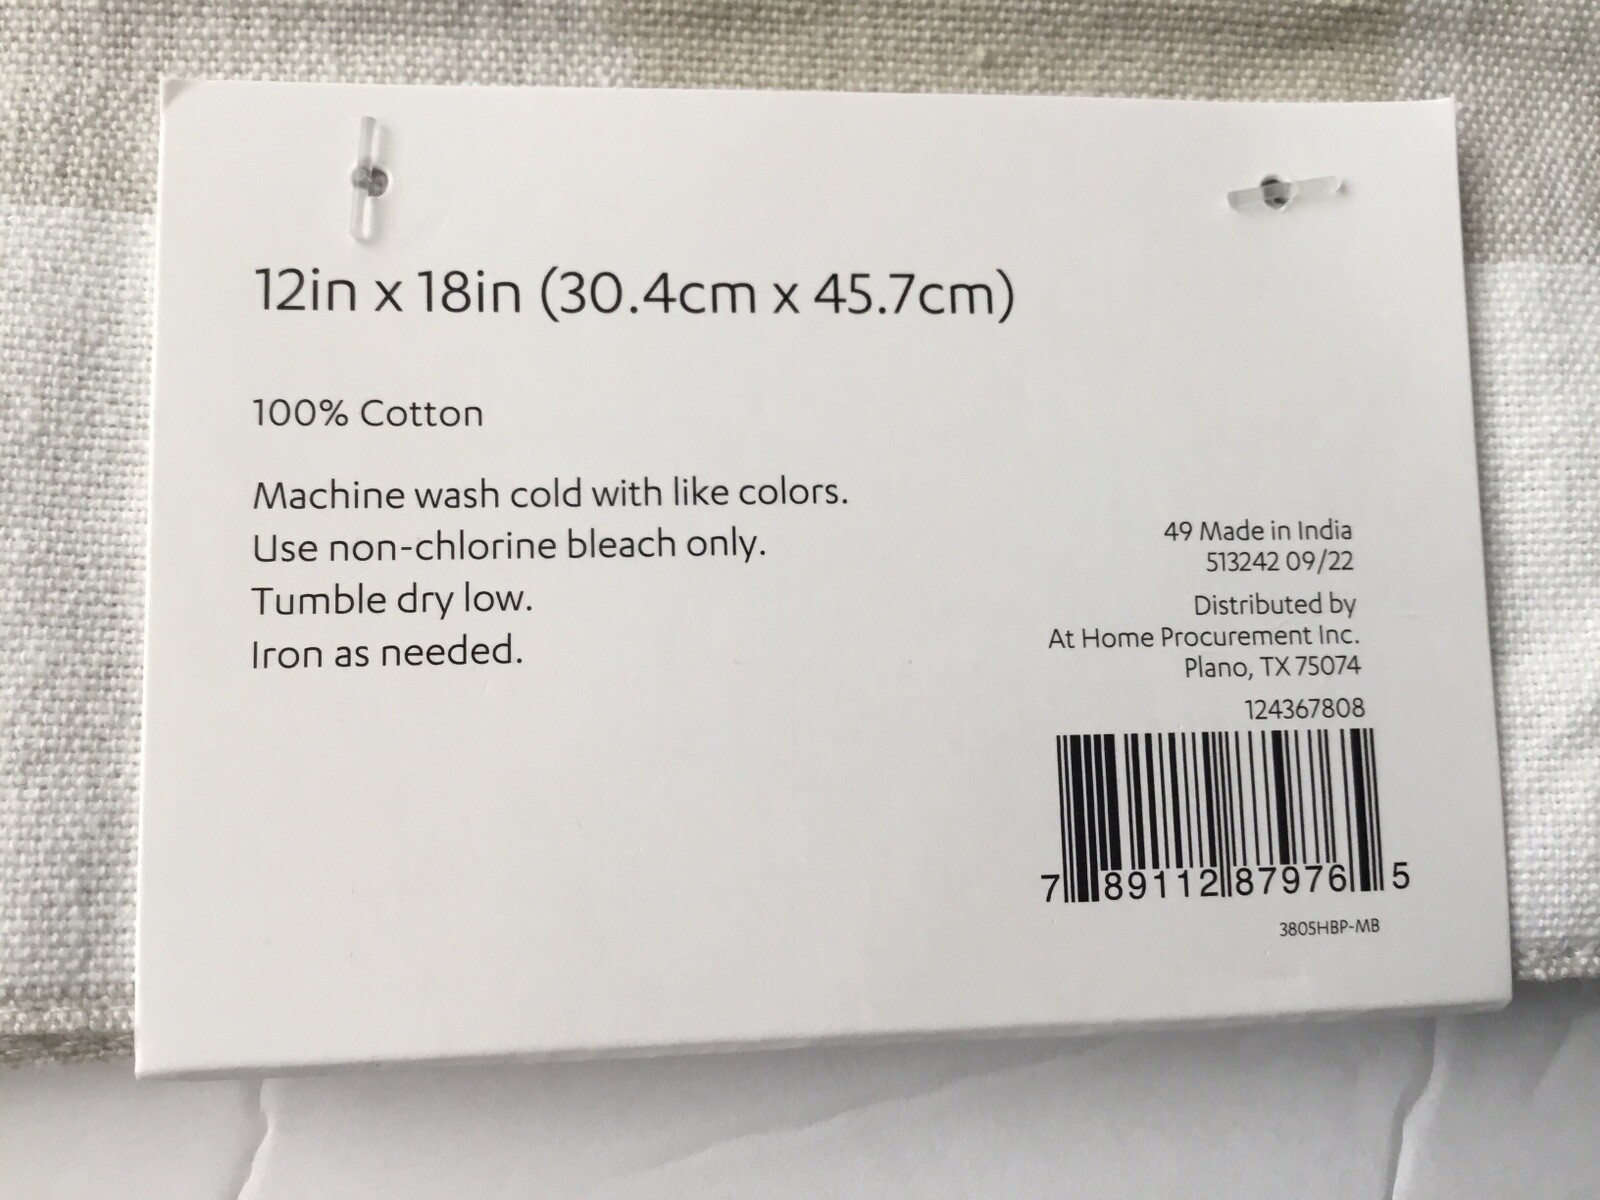 12in x 18in (30.4cm x 45.7cm)
100% Cotton
Machine wash cold with like colors.
Use non-chlorine bleach only.
Tumble dry low.
Iron as needed.
49 Made in India
513242 09/22
Distributed by
At Home Procurement Inc.
Plano, TX 75074
124367808
7 89112 87976 5
3805HBP-MB